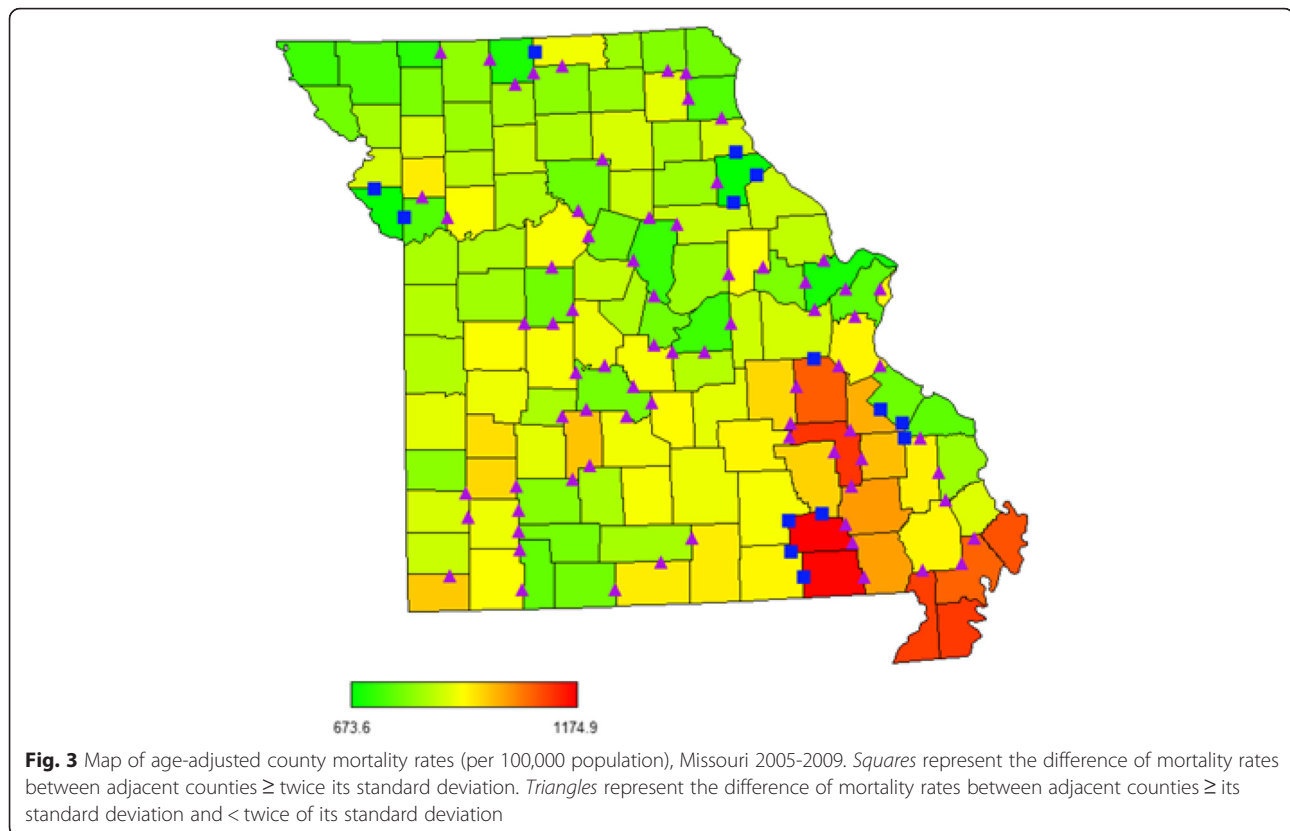 673.6
1174.9
Fig. 3 Map of age-adjusted county mortality rates (per 100,000 population), Missouri 2005-2009. Squares represent the difference of mortality rates
between adjacent counties ≥ twice its standard deviation. Triangles represent the difference of mortality rates between adjacent counties ≥ its
standard deviation and < twice of its standard deviation